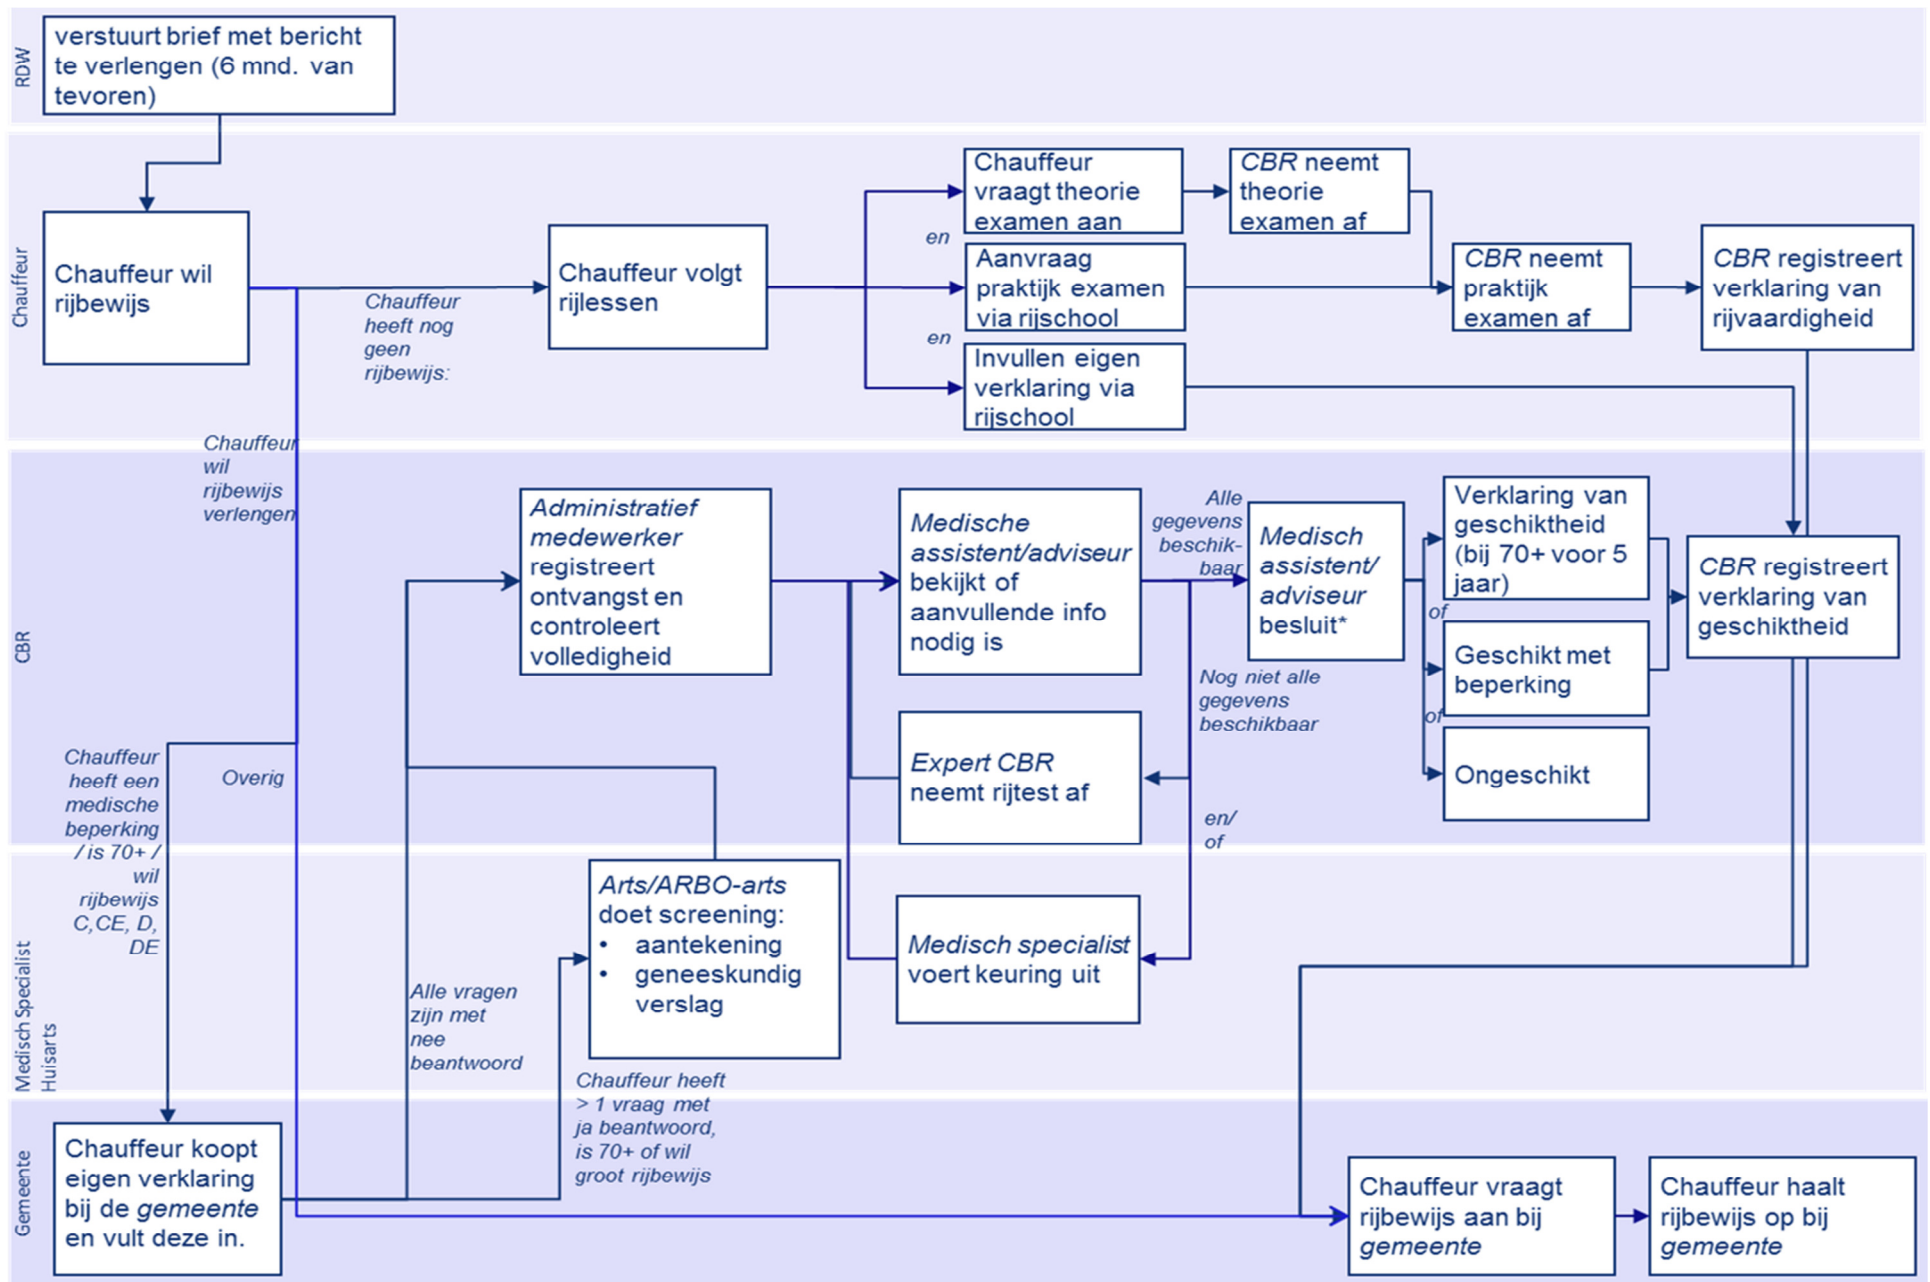 RDW
verstuurt brief met bericht
te verlengen (6 mnd. van
tevoren)
Chauffeur
Chauffeur wil
rijbewijs
Chauffeur
heeft nog
geen
rijbewijs:
Chauffeur volgt
rijlessen
Chauffeur
vraagt theorie
examen aan
CBR neemt
theorie
examen af
en
Aanvraag
praktijk examen
via rijschool
CBR neemt
praktijk
examen af
CBR registreert
verklaring van
rijvaardigheid
en
Invullen eigen
verklaring via
rijschool
Chauffeur
wil
rijbewijs
verlengen
CBR
Administratief
medewerker
registreert
ontvangst en
controleert
volledigheid
Medische
assistent/adviseur
bekijkt of
aanvullende info
nodig is
Alle
gegevens
beschik-
baar
Medisch
assistent/
adviseur
besluit*
Verklaring van
geschiktheid
(bij 70+ voor 5
jaar)
of
Geschikt met
beperking
of
Ongeschikt
CBR registreert
verklaring van
geschiktheid
Nog niet alle
gegevens
beschikbaar
Expert CBR
neemt rijtest af
en/
of
Chauffeur
heeft een
medische
beperking
/ is 70+ /
wil
rijbewijs
C,CE, D,
DE
Overig
Medisch Specialist
Huisarts
Arts/ARBO-arts
doet screening:
• aantekening
• geneeskundig
verslag
Medisch specialist
voert keuring uit
Alle vragen
zijn met
nee
beantwoord
Chauffeur heeft
> 1 vraag met
ja beantwoord,
is 70+ of wil
groot rijbewijs
Gemeente
Chauffeur koopt
eigen verklaring
bij de gemeente
en vult deze in.
Chauffeur vraagt
rijbewijs aan bij
gemeente
Chauffeur haalt
rijbewijs op bij
gemeente